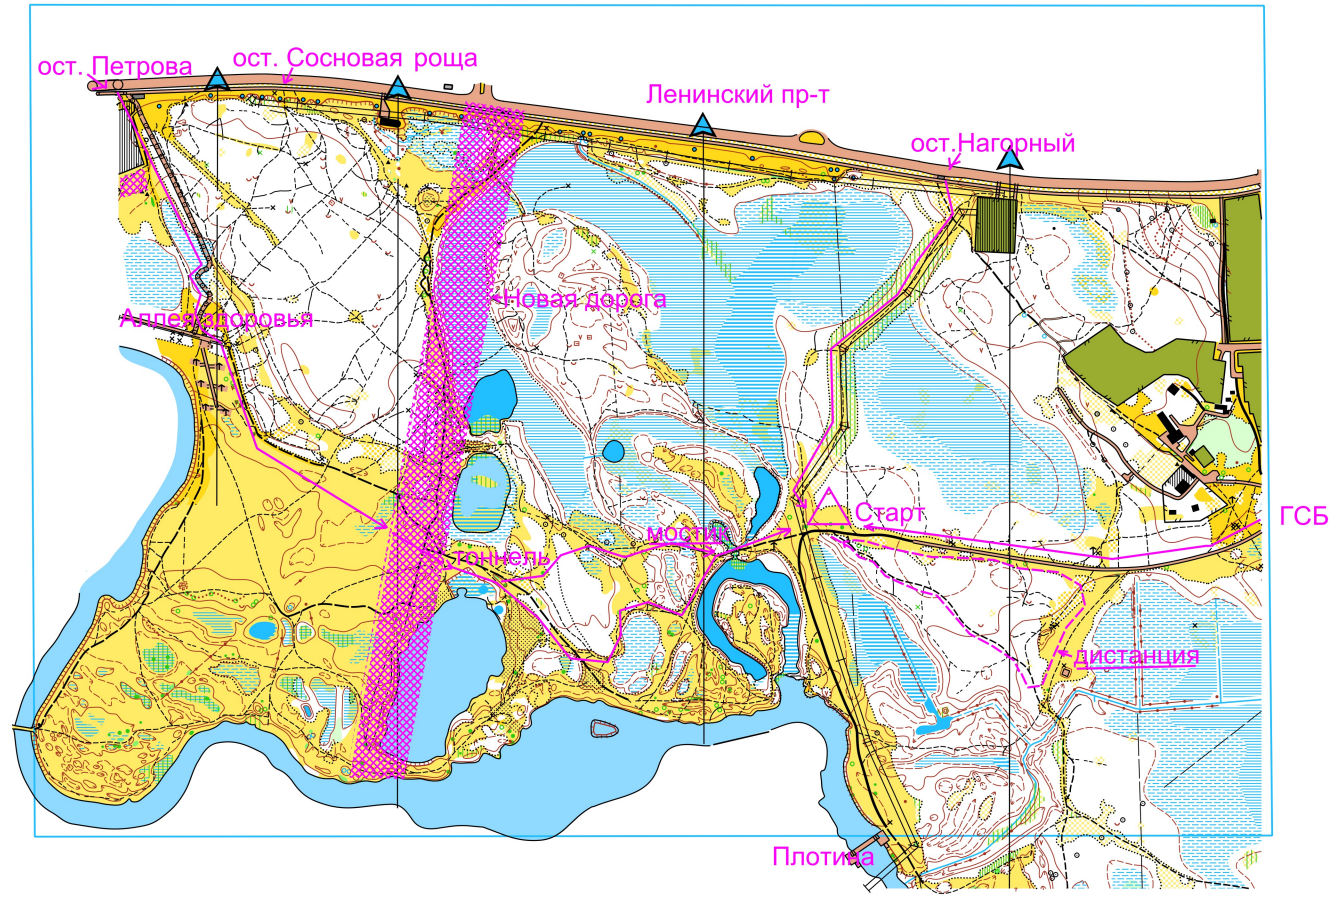 ост. Петрова
ост. Сосновая роща
Ленинский пр-т
ост.Нагорный
Новая дорога
Аллея здоровья
Старт
ГСБ
мостик
тоннель
дистанция
Плотина